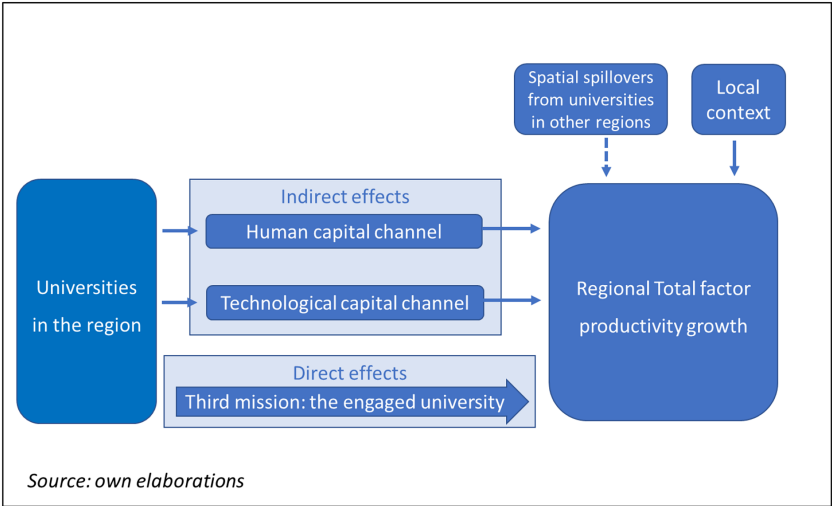 Spatial spillovers
from universities
in other regions
Local
context
Indirect effects
Human capital channel
Universities
in the region
Technological capital channel
Regional Total factor
productivity growth
Direct effects
Third mission: the engaged university
Source: own elaborations